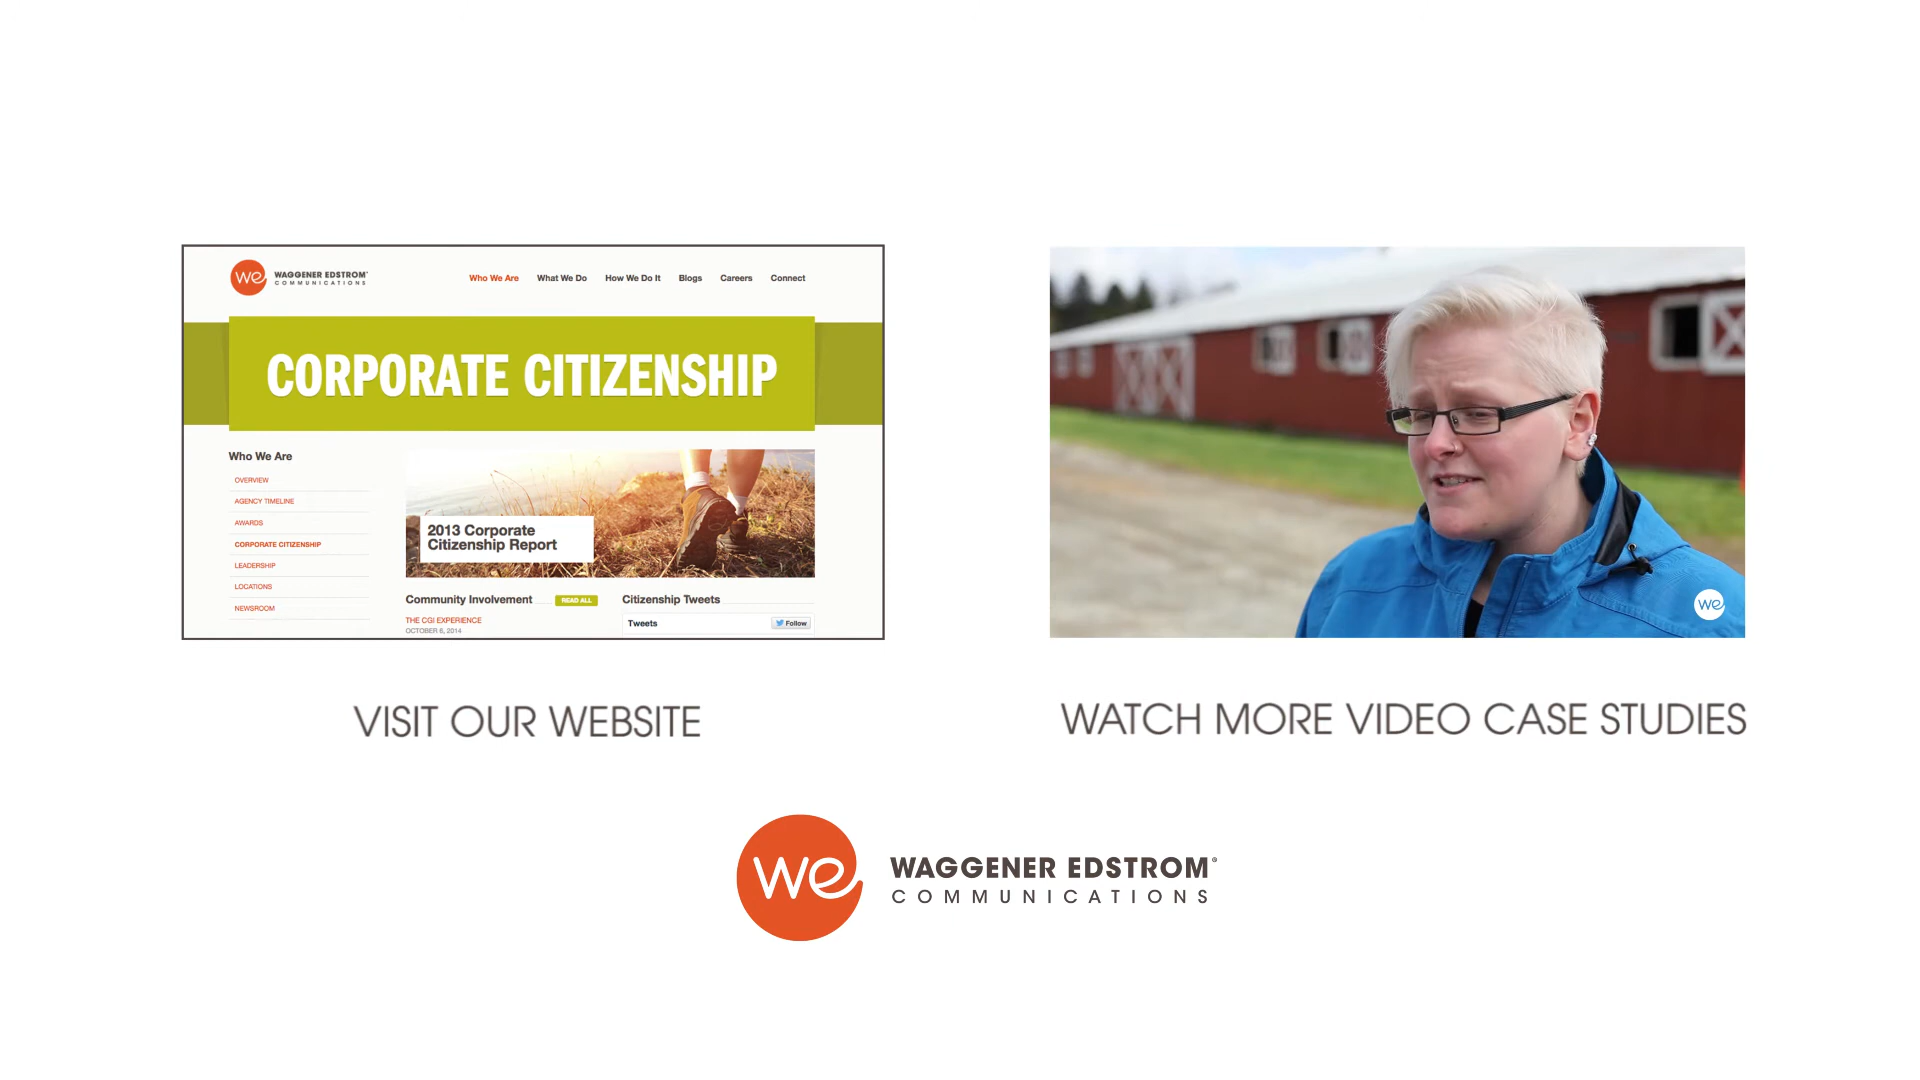 we WAGGENER EDSTROM
COMMUNICATIONS
Who We Are What We Do How We Do It Blogs Careers Connect
CORPORATE CITIZENSHIP
Who We Are
OVERVIEW
AGENCY TIMELINE
AWARDS
CORPORATE CITIZENSHIP
LEADERSHIP
LOCATIONS
NEWSROOM
2013 Corporate
Citizenship Report
Community Involvement READ ALL
THE CGI EXPERIENCE
OCTOBER 6, 2014
Citizenship Tweets
Tweets Follow
we
VISIT OUR WEBSITE
WATCH MORE VIDEO CASE STUDIES
we WAGGENER EDSTROM®
COMMUNICATIONS